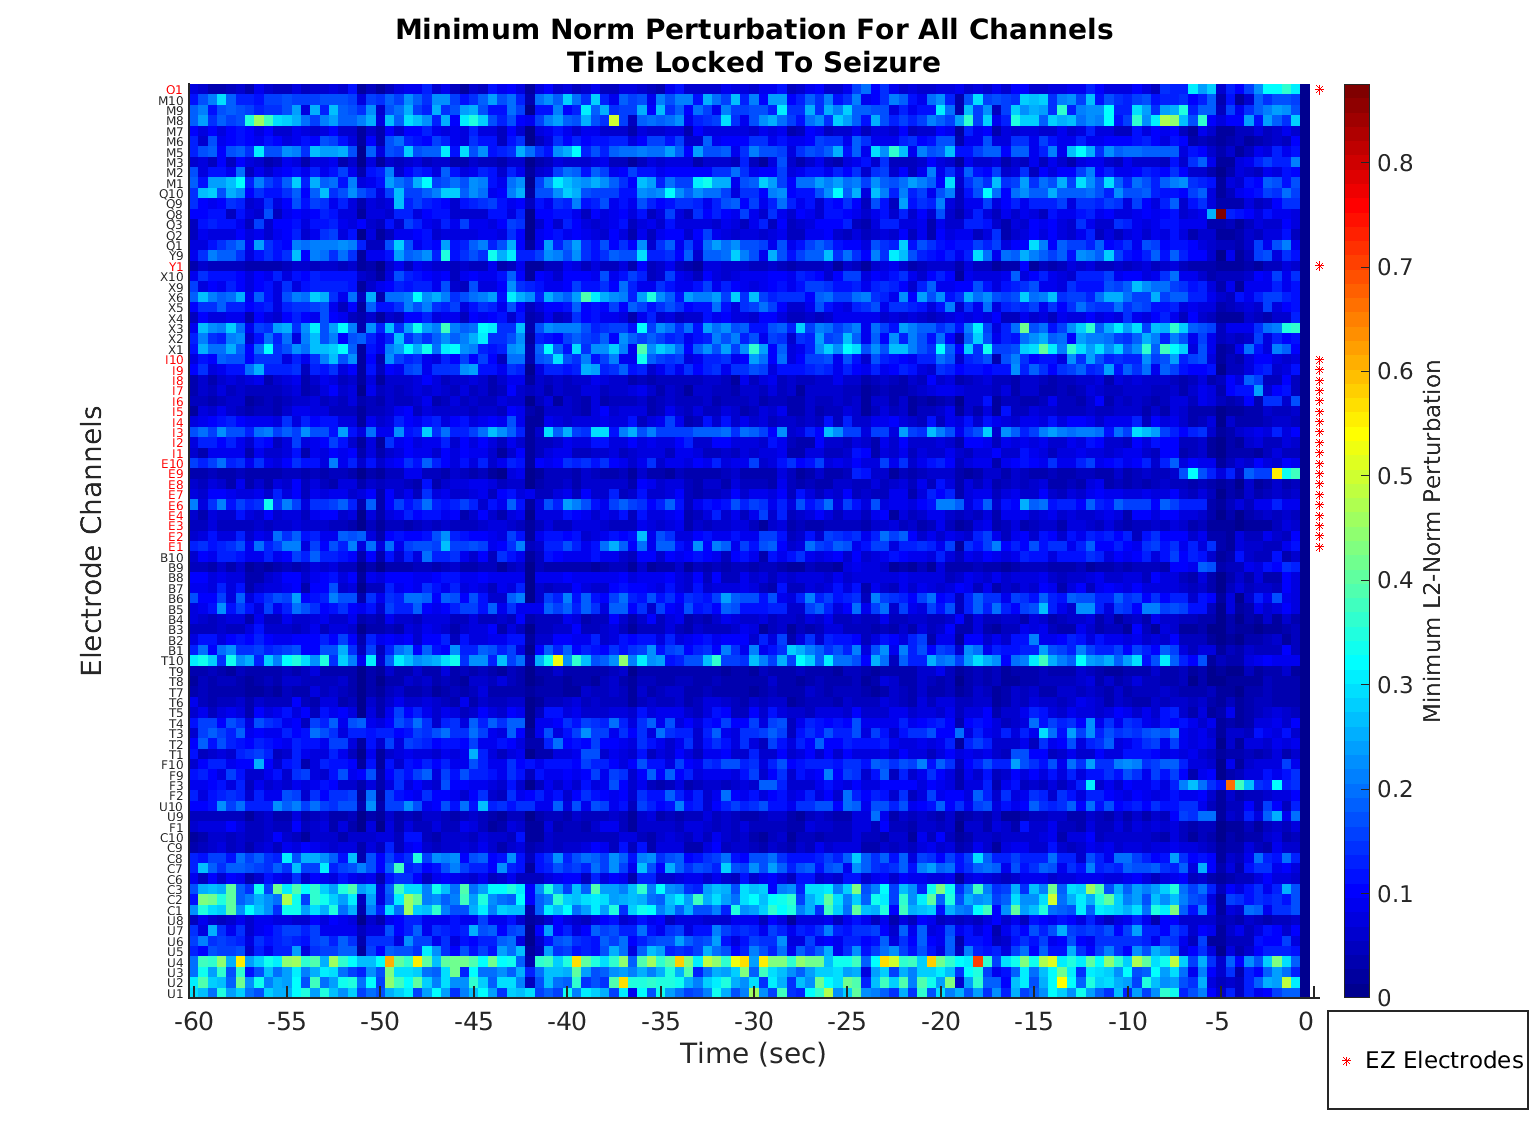 Minimum Norm Perturbation For All Channels
Time Locked To Seizure
Electrode Channels
O1
M10
M9
M8
M7
M6
M5
M3
M2
M1
Q10
Q9
Q8
Q3
Q2
Q1
Y9
Y1
X10
X9
X6
X5
X4
X3
X2
X1
I10
I9
I8
I7
I6
I5
I4
I3
I2
I1
E10
E9
E8
E7
E6
E4
E3
E2
E1
B10
B9
B8
B7
B6
B5
B4
B3
B2
B1
T10
T9
T8
T7
T6
T5
T4
T3
T2
T1
F10
F9
F3
F2
U10
U9
F1
C10
C9
C8
C7
C6
C3
C2
C1
U8
U7
U6
U5
U4
U3
U2
U1
-60 -55 -50 -45 -40 -35 -30 -25 -20 -15 -10 -5 0
Time (sec)
0.8
0.7
0.6
0.5
0.4
0.3
0.2
0.1
0
Minimum L2-Norm Perturbation
* EZ Electrodes